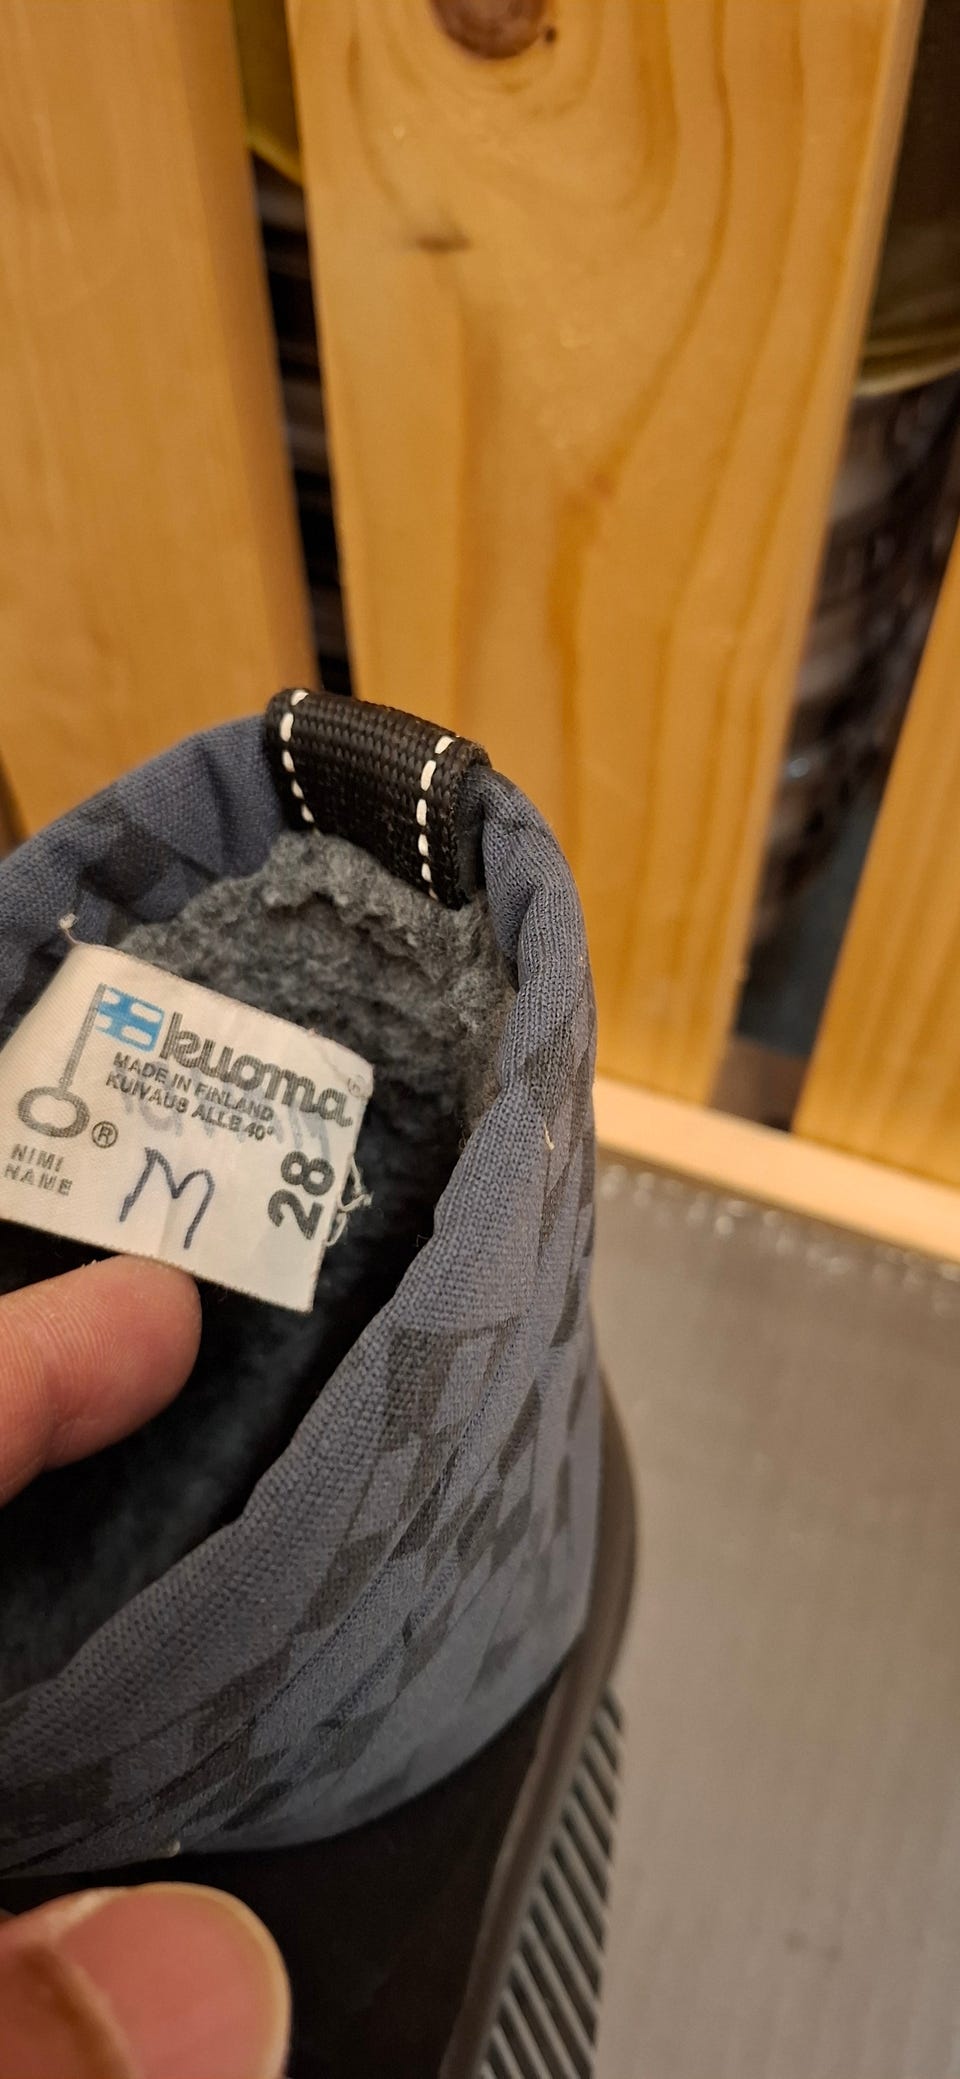 kuoma
MADE IN FINLAND
KUIVAUS ALLE 40°
®
NIMI
NAME
M
28